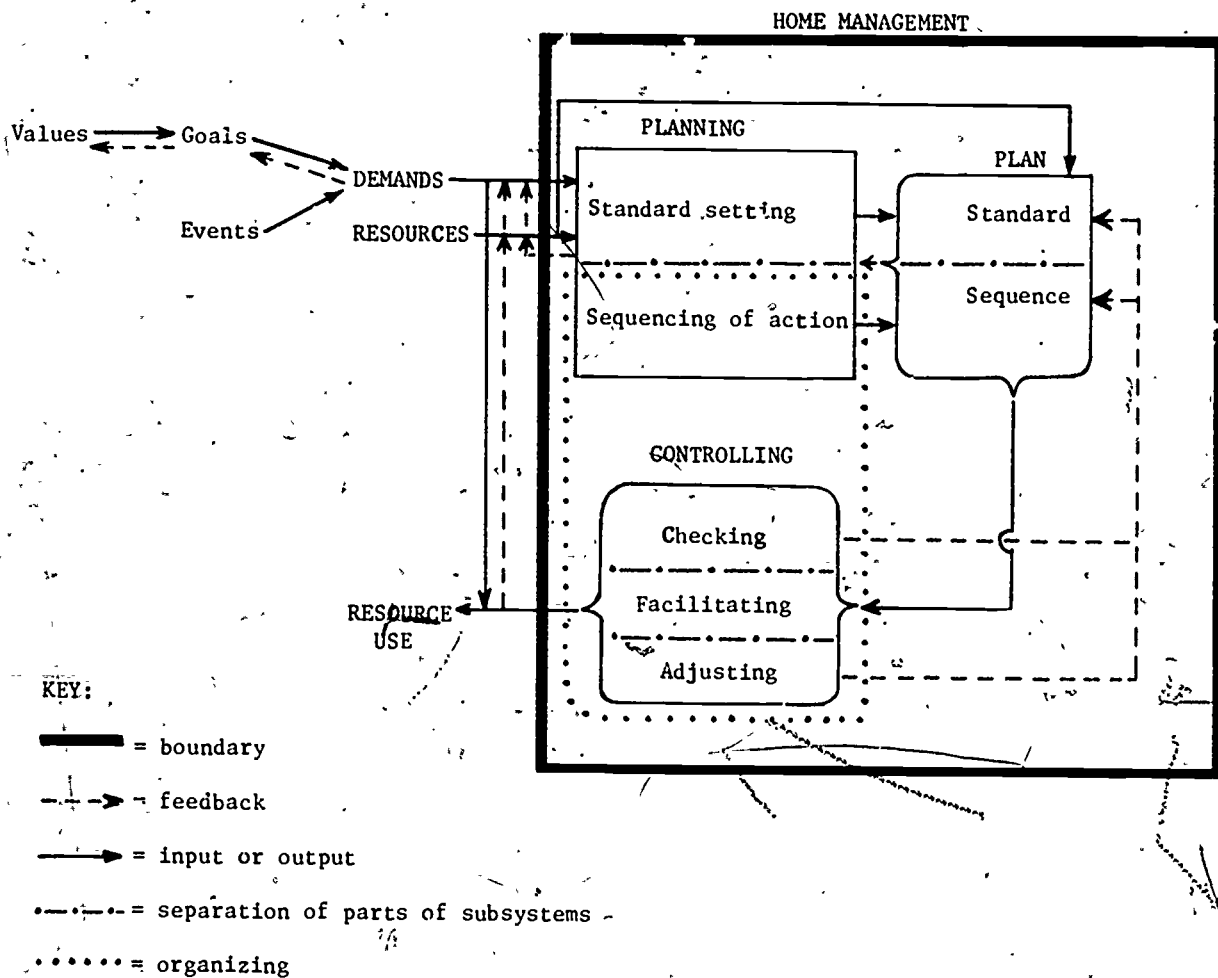 HOME MANAGEMENT
PLANNING
Values
Goals
PLAN
DEMANDS
Standard setting
Standard
Events
RESOURCES
Sequence
Sequencing of action
CONTROLLING
Checking
Facilitating
RESOURCE
USE
Adjusting
KEY:
= boundary
= feedback
= input or output
= separation of parts of subsystems
= organizing